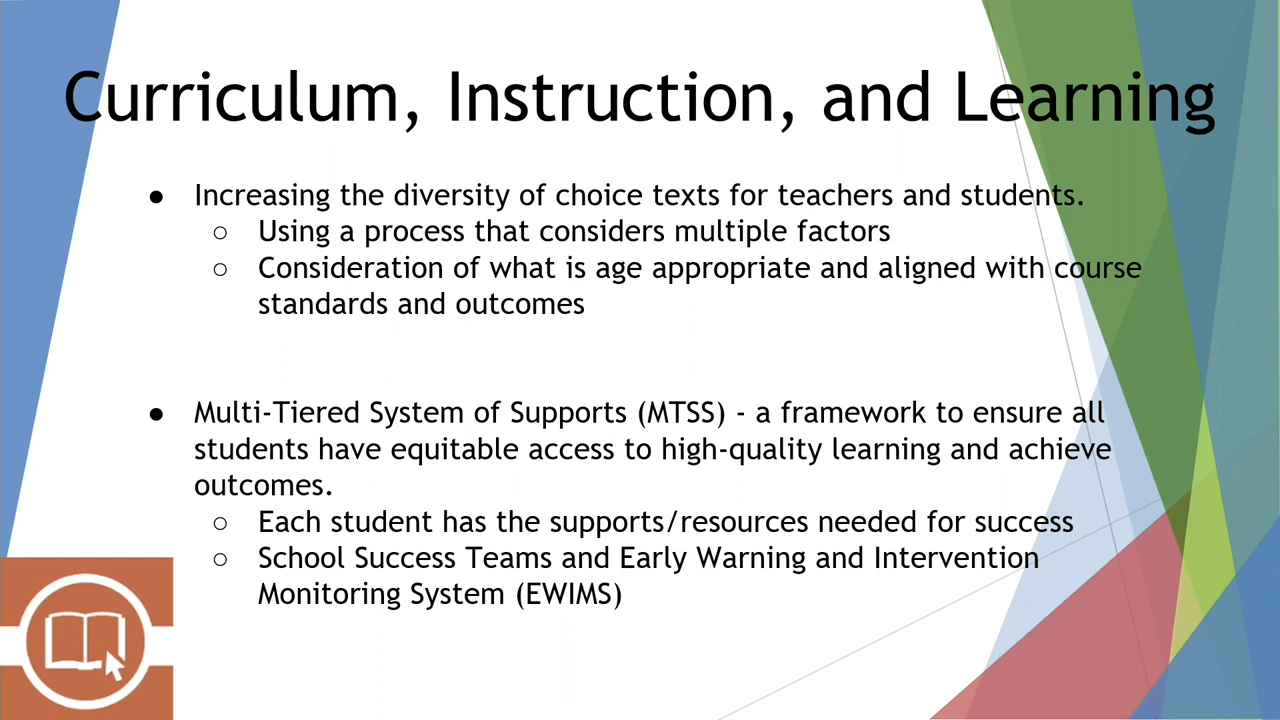 Curriculum, Instruction, and Learning
● Increasing the diversity of choice texts for teachers and students.
○ Using a process that considers multiple factors
○ Consideration of what is age appropriate and aligned with course
standards and outcomes
● Multi-Tiered System of Supports (MTSS) - a framework to ensure all
students have equitable access to high-quality learning and achieve
outcomes.
○ Each student has the supports/resources needed for success
○ School Success Teams and Early Warning and Intervention
Monitoring System (EWIMS)